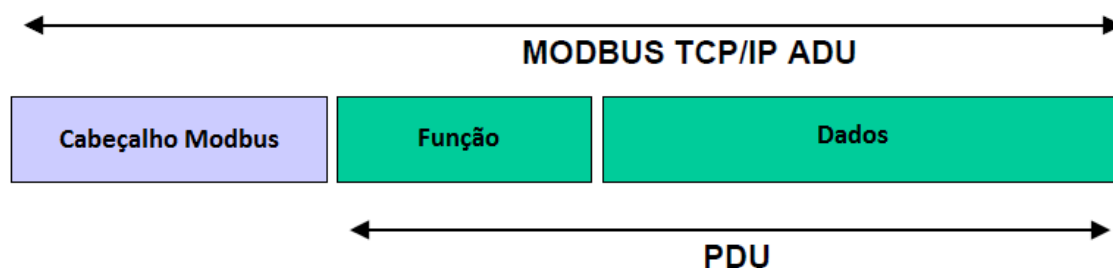 MODBUS TCP/IP ADU
Cabeçalho Modbus
Função
Dados
PDU